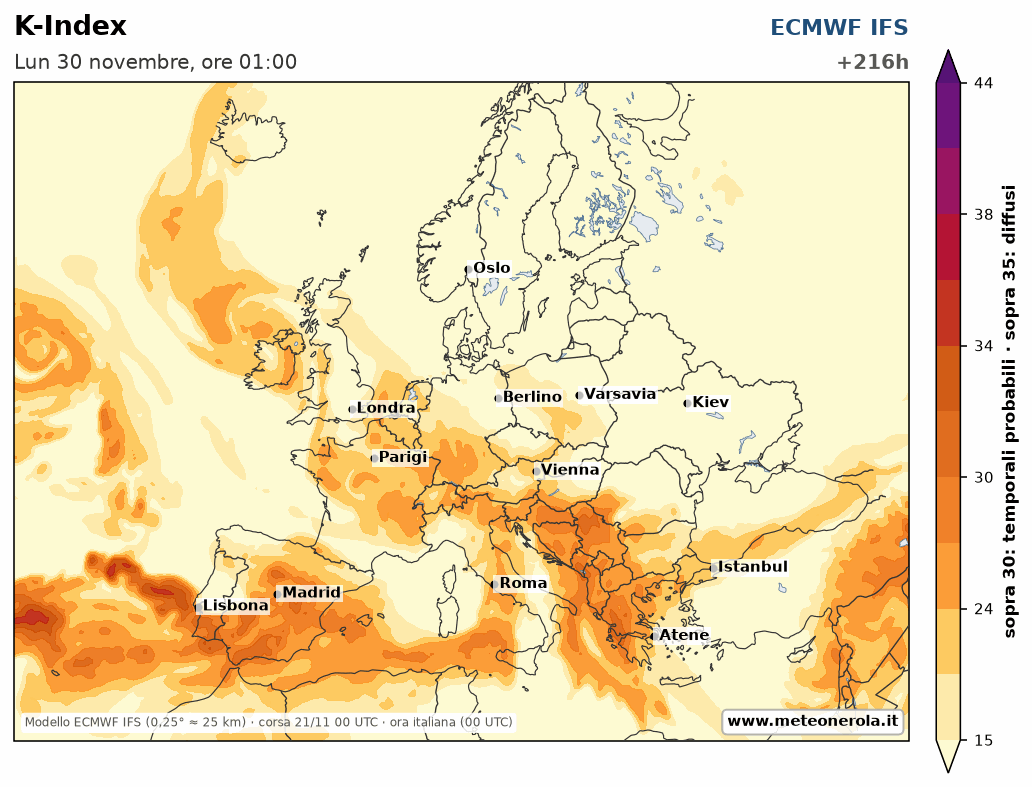 K-Index
ECMWF IFS
Lun 30 novembre, ore 01:00
+216h
44
38
34
30
24
15
sopra 30: temporali probabili · sopra 35: diffusi
Oslo
Berlino
Varsavia
Kiev
Londra
Parigi
Vienna
Istanbul
Roma
Madrid
Lisbona
Atene
Modello ECMWF IFS (0,25° ≈ 25 km) · corsa 21/11 00 UTC · ora italiana (00 UTC)
www.meteonerola.it